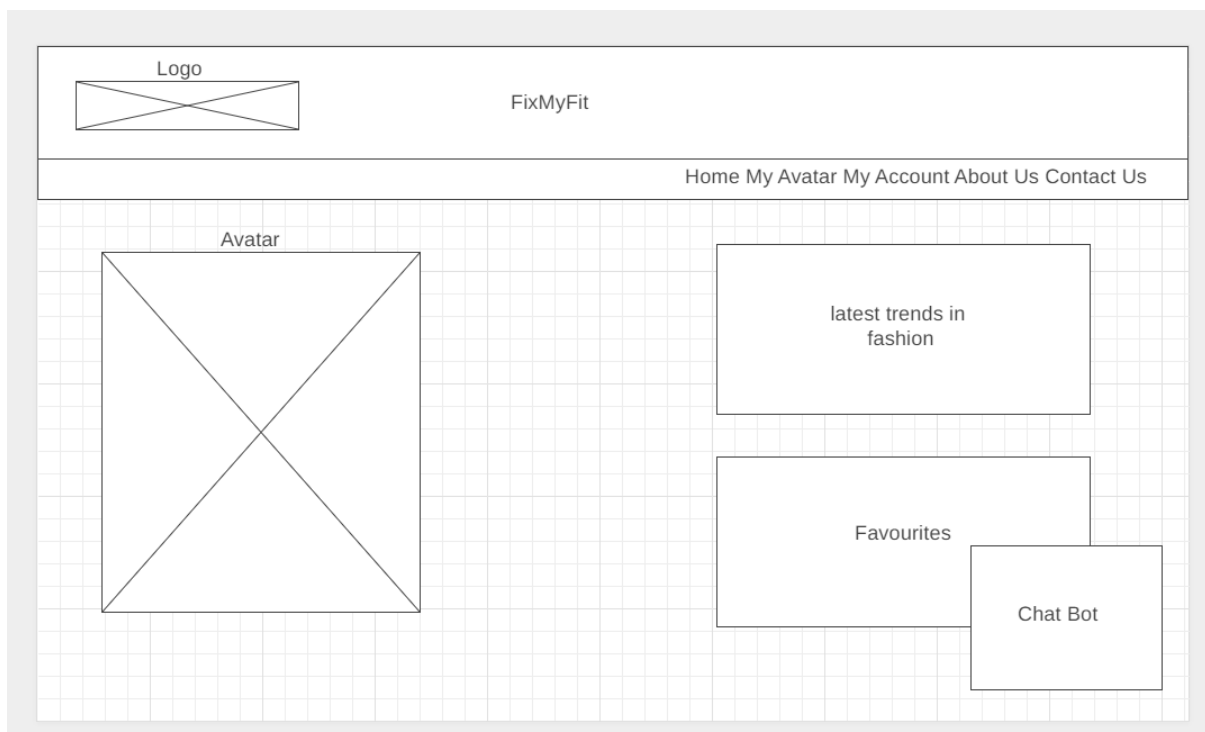 Logo
FixMyFit
Home My Avatar My Account About Us Contact Us
Avatar
latest trends in
fashion
Favourites
Chat Bot